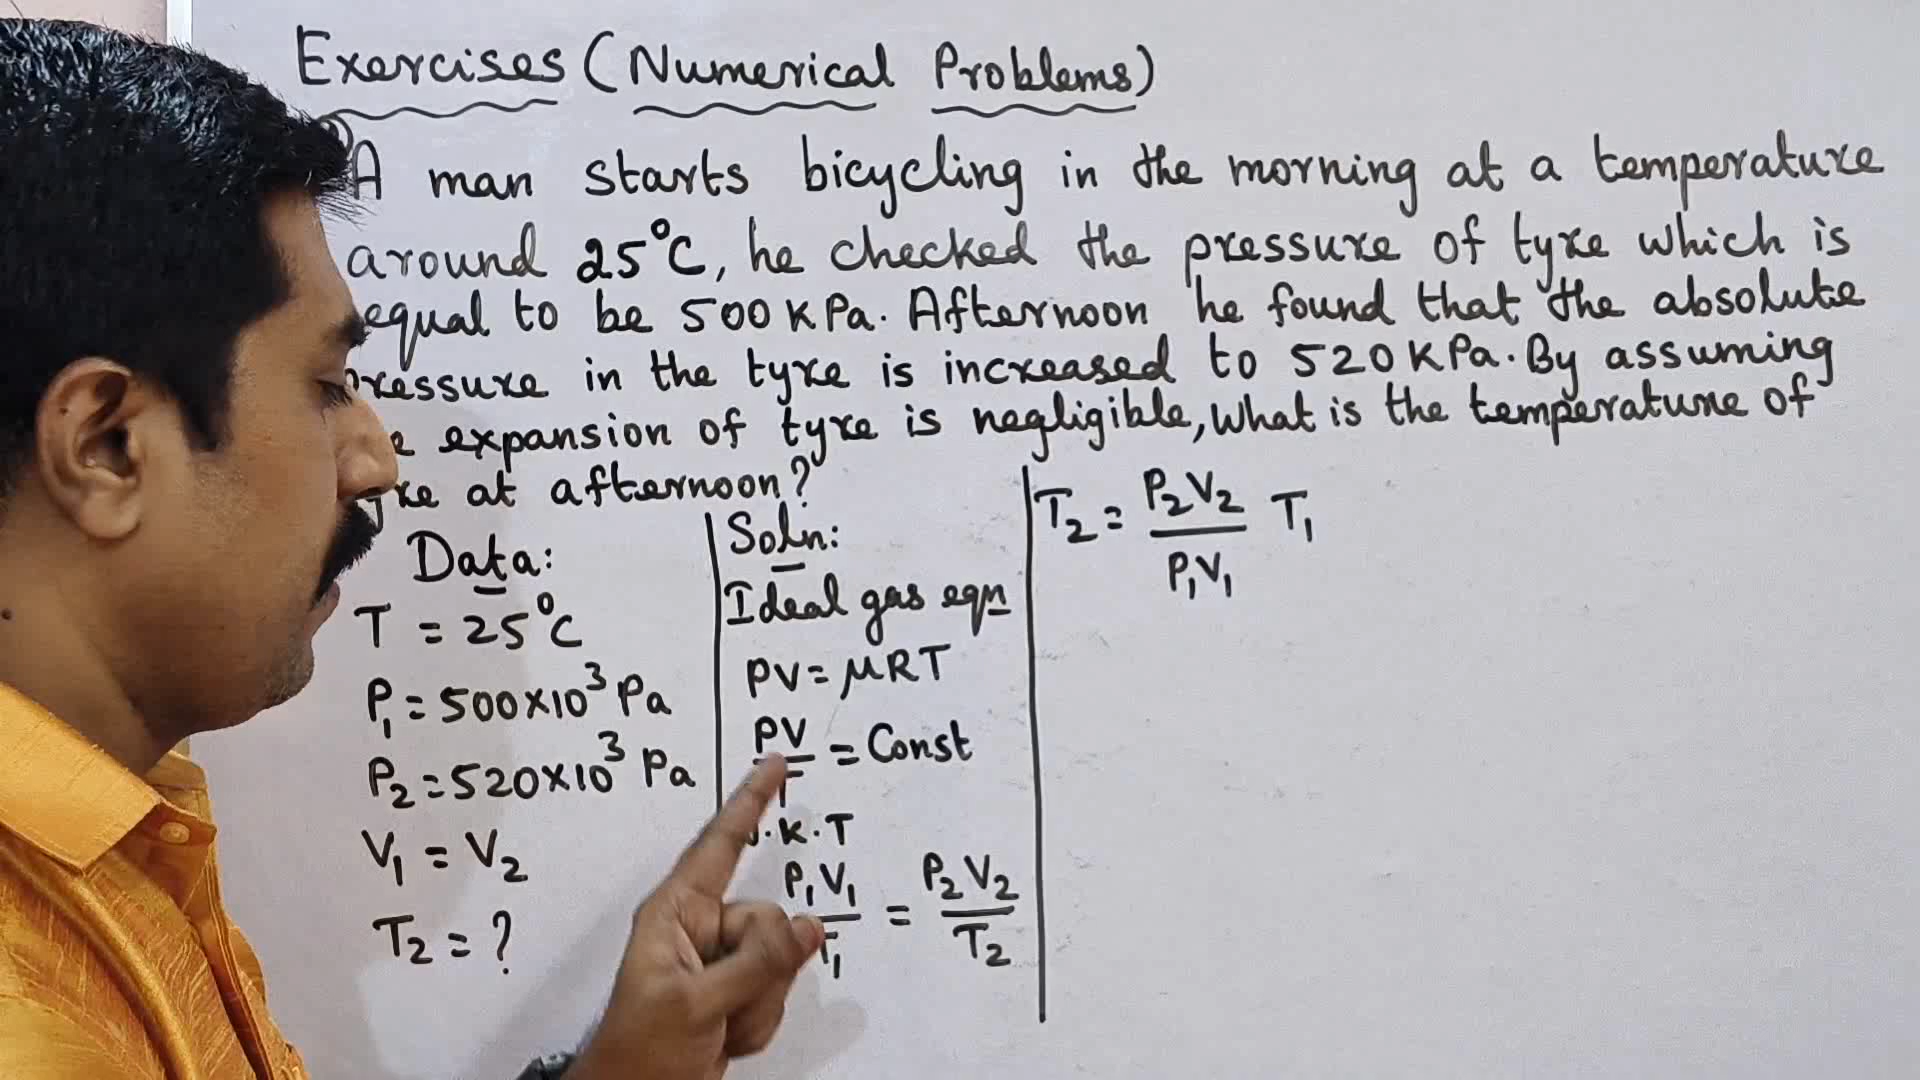 Exercises (Numerical Problems)
A man starts bicycling in the morning at a temperature
around 25°C, he checked the pressure of tyre which is
equal to be 500 kPa. Afternoon he found that the absolute
pressure in the tyre is increased to 520 kPa. By assuming
expansion of tyre is negligible, what is the temperature of
at afternoon?
Data:
T = 25°C
P₁ = 500×10³ Pa
P₂ = 520×10³ Pa
V₁ = V₂
T₂ = ?
Soln:
Ideal gas eqn
PV = μRT
PV/T = Const
K.T
P₁V₁/T₁ = P₂V₂/T₂
T₂ = P₂V₂/P₁V₁ T₁